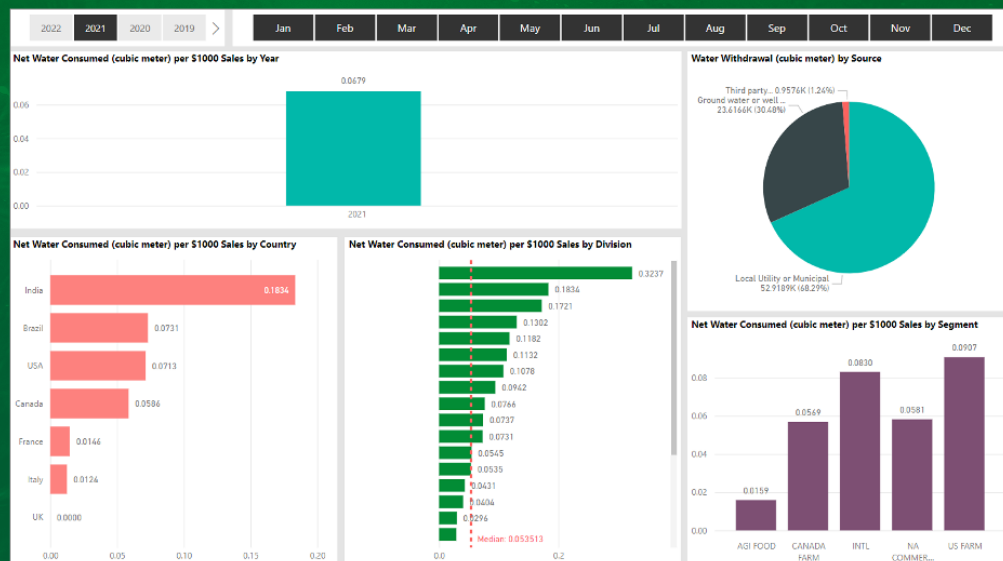 2022 2021 2020 2019 Jan Feb Mar Apr May Jun Jul Aug Sep Oct Nov Dec
Net Water Consumed (cubic meter) per $1000 Sales by Year
0.0679
0.06
0.04
0.02
0.00
2021
Water Withdrawal (cubic meter) by Source
Third party... 0.9576K (1.24%)
Ground water or well ...
23.6166K (30.48%)
Local Utility or Municipal
52.9189K (68.29%)
Net Water Consumed (cubic meter) per $1000 Sales by Country
India 0.1834
Brazil 0.0731
USA 0.0713
Canada 0.0586
France 0.0146
Italy 0.0124
UK 0.0000
0.00 0.05 0.10 0.15 0.20
Net Water Consumed (cubic meter) per $1000 Sales by Division
0.3237
0.1834
0.1721
0.1302
0.1182
0.1132
0.1078
0.0942
0.0766
0.0737
0.0731
0.0545
0.0535
0.0431
0.0404
0.0296
Median: 0.053513
0.0 0.2
Net Water Consumed (cubic meter) per $1000 Sales by Segment
0.08
0.06
0.04
0.02
0.00
0.0159
0.0569
0.0830
0.0581
0.0907
AGI FOOD CANADA INTL NA US FARM
FARM COMMER...